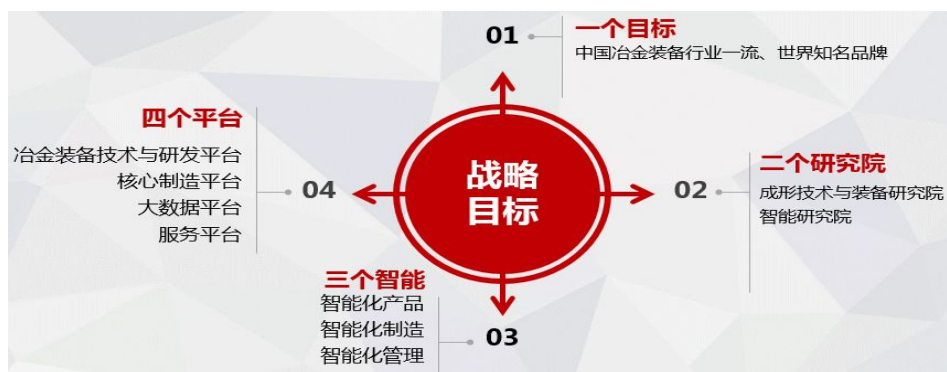 01
一个目标
中国冶金装备行业一流、世界知名品牌
四个平台
冶金装备技术与研发平台
核心制造平台
大数据平台
服务平台
04
战略
目标
02
二个研究院
成形技术与装备研究院
智能研究院
三个智能
智能化产品
智能化制造
智能化管理
03